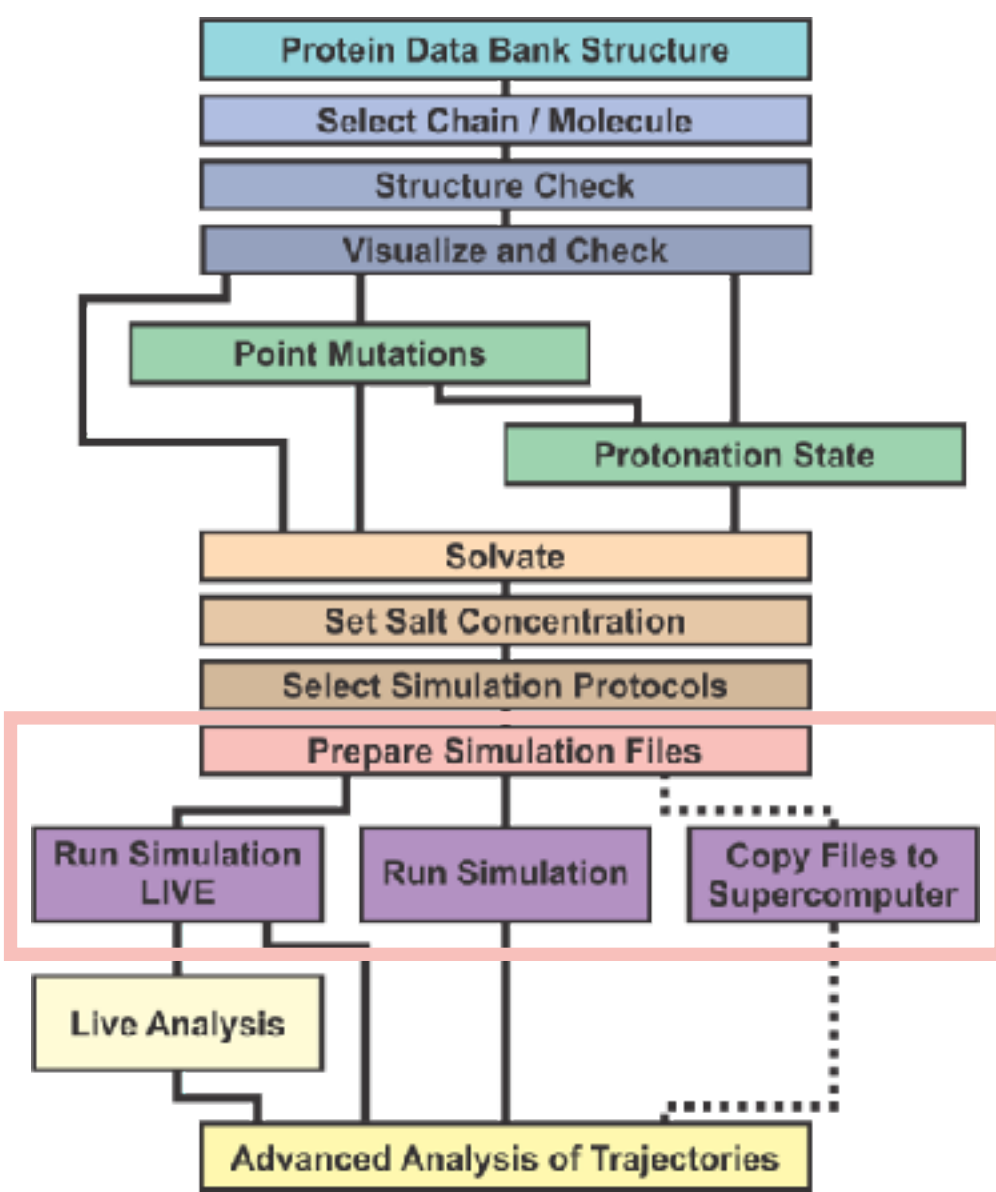 Protein Data Bank Structure
Select Chain / Molecule
Structure Check
Visualize and Check
Point Mutations
Protonation State
Solvate
Set Salt Concentration
Select Simulation Protocols
Prepare Simulation Files
Run Simulation
LIVE
Run Simulation
Copy Files to
Supercomputer
Live Analysis
Advanced Analysis of Trajectories